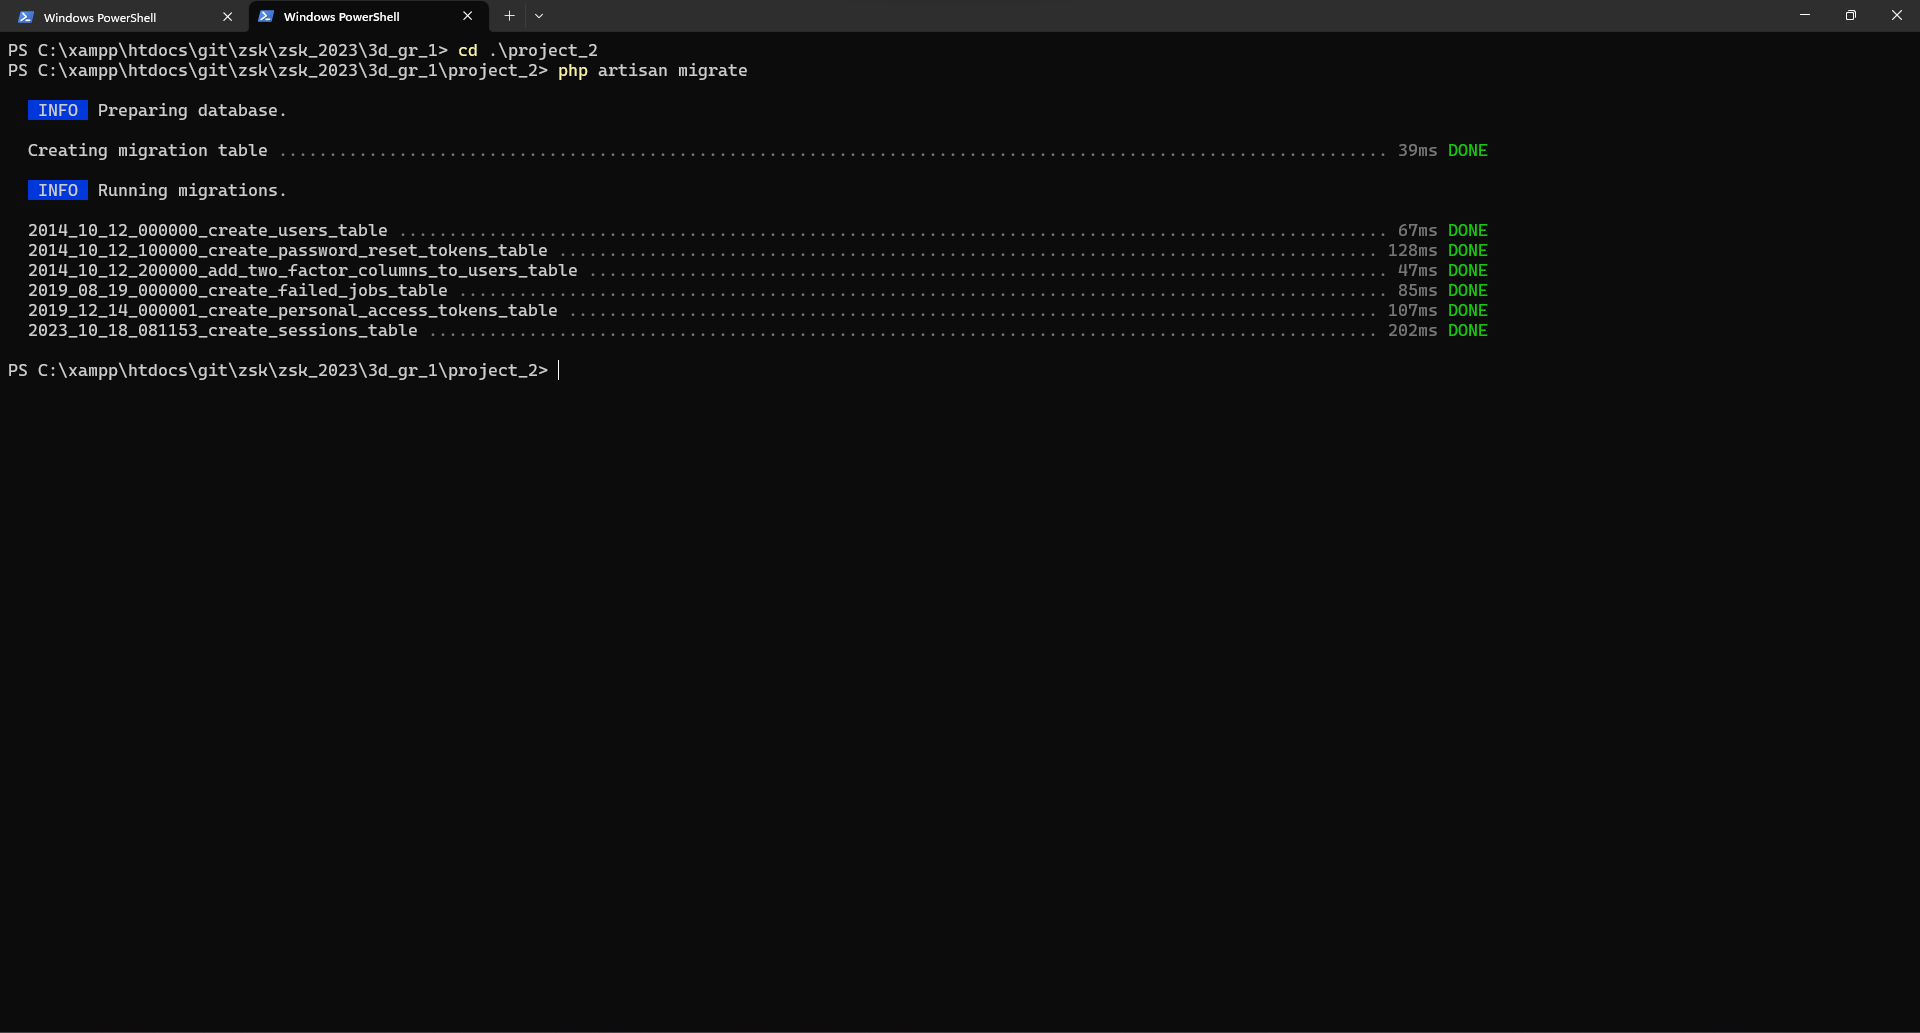 Windows PowerShell
Windows PowerShell
PS C:\xampp\htdocs\git\zsk\zsk_2023\3d_gr_1> cd .\project_2
PS C:\xampp\htdocs\git\zsk\zsk_2023\3d_gr_1\project_2> php artisan migrate
INFO Preparing database.
Creating migration table .............................................................................................................. 39ms DONE
INFO Running migrations.
2014_10_12_000000_create_users_table .................................................................................................. 67ms DONE
2014_10_12_100000_create_password_reset_tokens_table ................................................................................. 128ms DONE
2014_10_12_200000_add_two_factor_columns_to_users_table ............................................................................... 47ms DONE
2019_08_19_000000_create_failed_jobs_table ............................................................................................ 85ms DONE
2019_12_14_000001_create_personal_access_tokens_table ................................................................................ 107ms DONE
2023_10_18_081153_create_sessions_table .............................................................................................. 202ms DONE
PS C:\xampp\htdocs\git\zsk\zsk_2023\3d_gr_1\project_2>